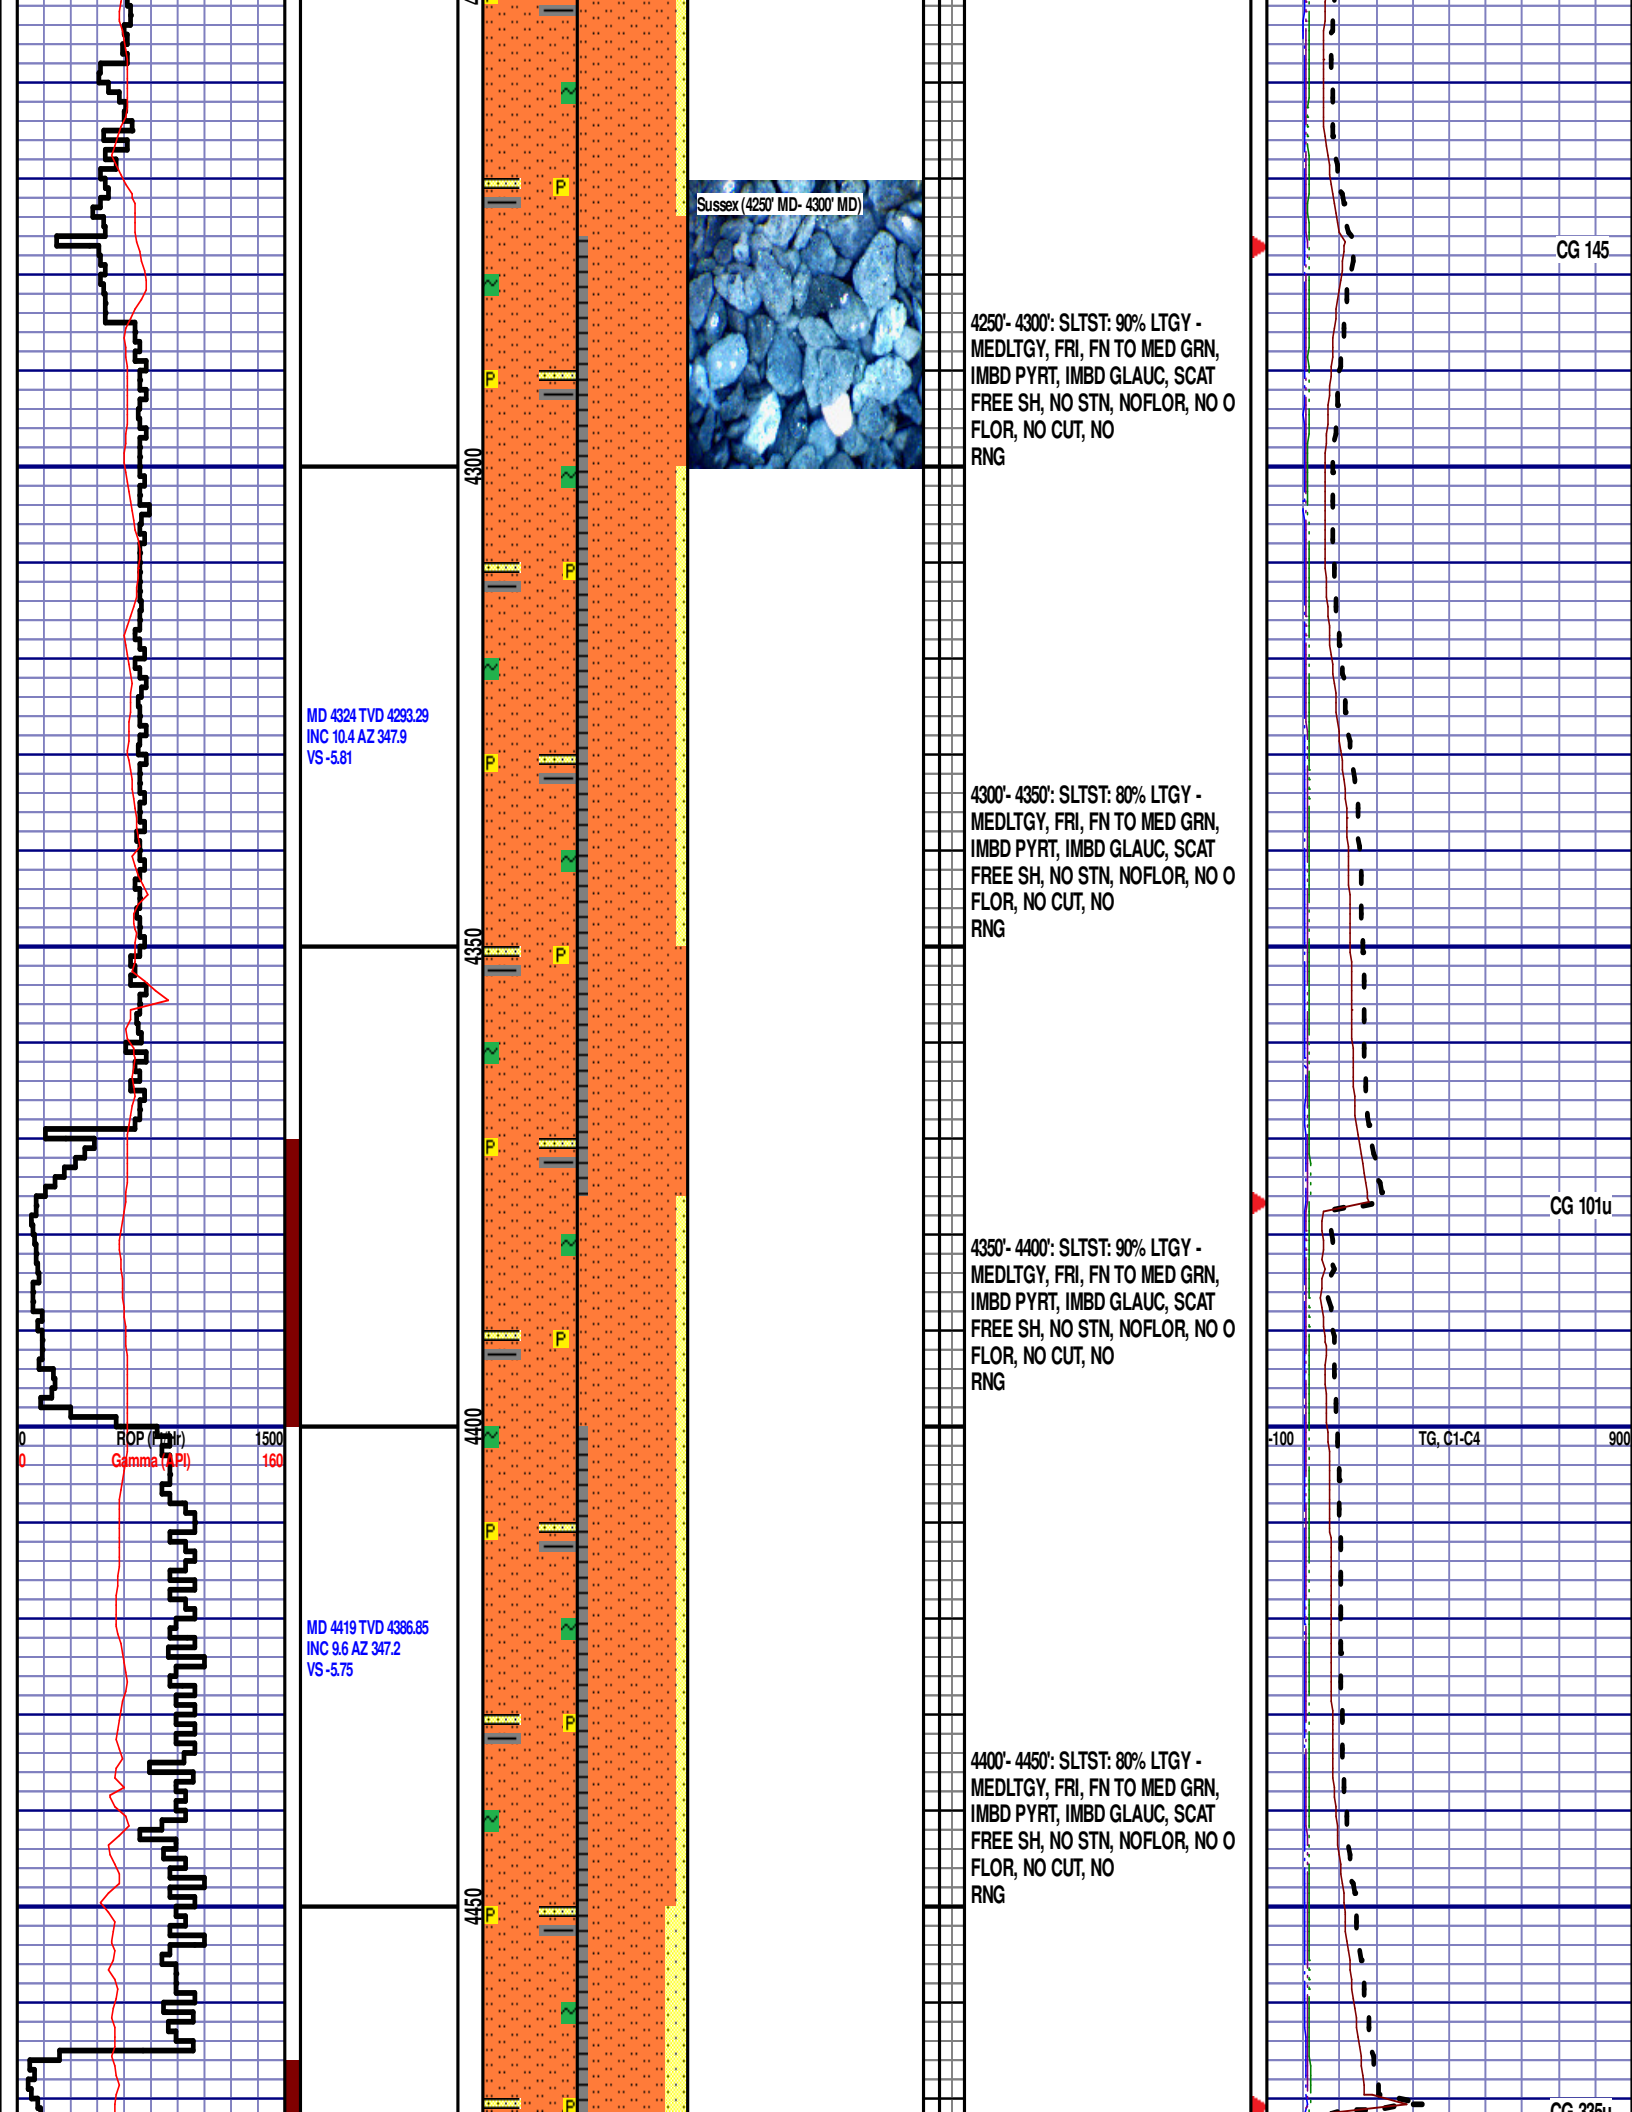 Sussex (4250' MD- 4300' MD)
CG 145
4250'- 4300': SLTST: 90% LTGY -
MEDLTGY, FRI, FN TO MED GRN,
IMBD PYRT, IMBD GLAUC, SCAT
FREE SH, NO STN, NOFLOR, NO O
FLOR, NO CUT, NO
RNG
4300
MD 4324 TVD 4293.29
INC 10.4 AZ 347.9
VS -5.81
4300'- 4350': SLTST: 80% LTGY -
MEDLTGY, FRI, FN TO MED GRN,
IMBD PYRT, IMBD GLAUC, SCAT
FREE SH, NO STN, NOFLOR, NO O
FLOR, NO CUT, NO
RNG
4350
CG 101u
4350'- 4400': SLTST: 90% LTGY -
MEDLTGY, FRI, FN TO MED GRN,
IMBD PYRT, IMBD GLAUC, SCAT
FREE SH, NO STN, NOFLOR, NO O
FLOR, NO CUT, NO
RNG
4400
0 ROP (Ft/Hr) 1500
0 Gamma (API) 160
-100 TG, C1-C4 900
MD 4419 TVD 4386.85
INC 9.6 AZ 347.2
VS -5.75
4400'- 4450': SLTST: 80% LTGY -
MEDLTGY, FRI, FN TO MED GRN,
IMBD PYRT, IMBD GLAUC, SCAT
FREE SH, NO STN, NOFLOR, NO O
FLOR, NO CUT, NO
RNG
4450
CG 335u
P
P
P
P
P
P
P
P
P
P
P